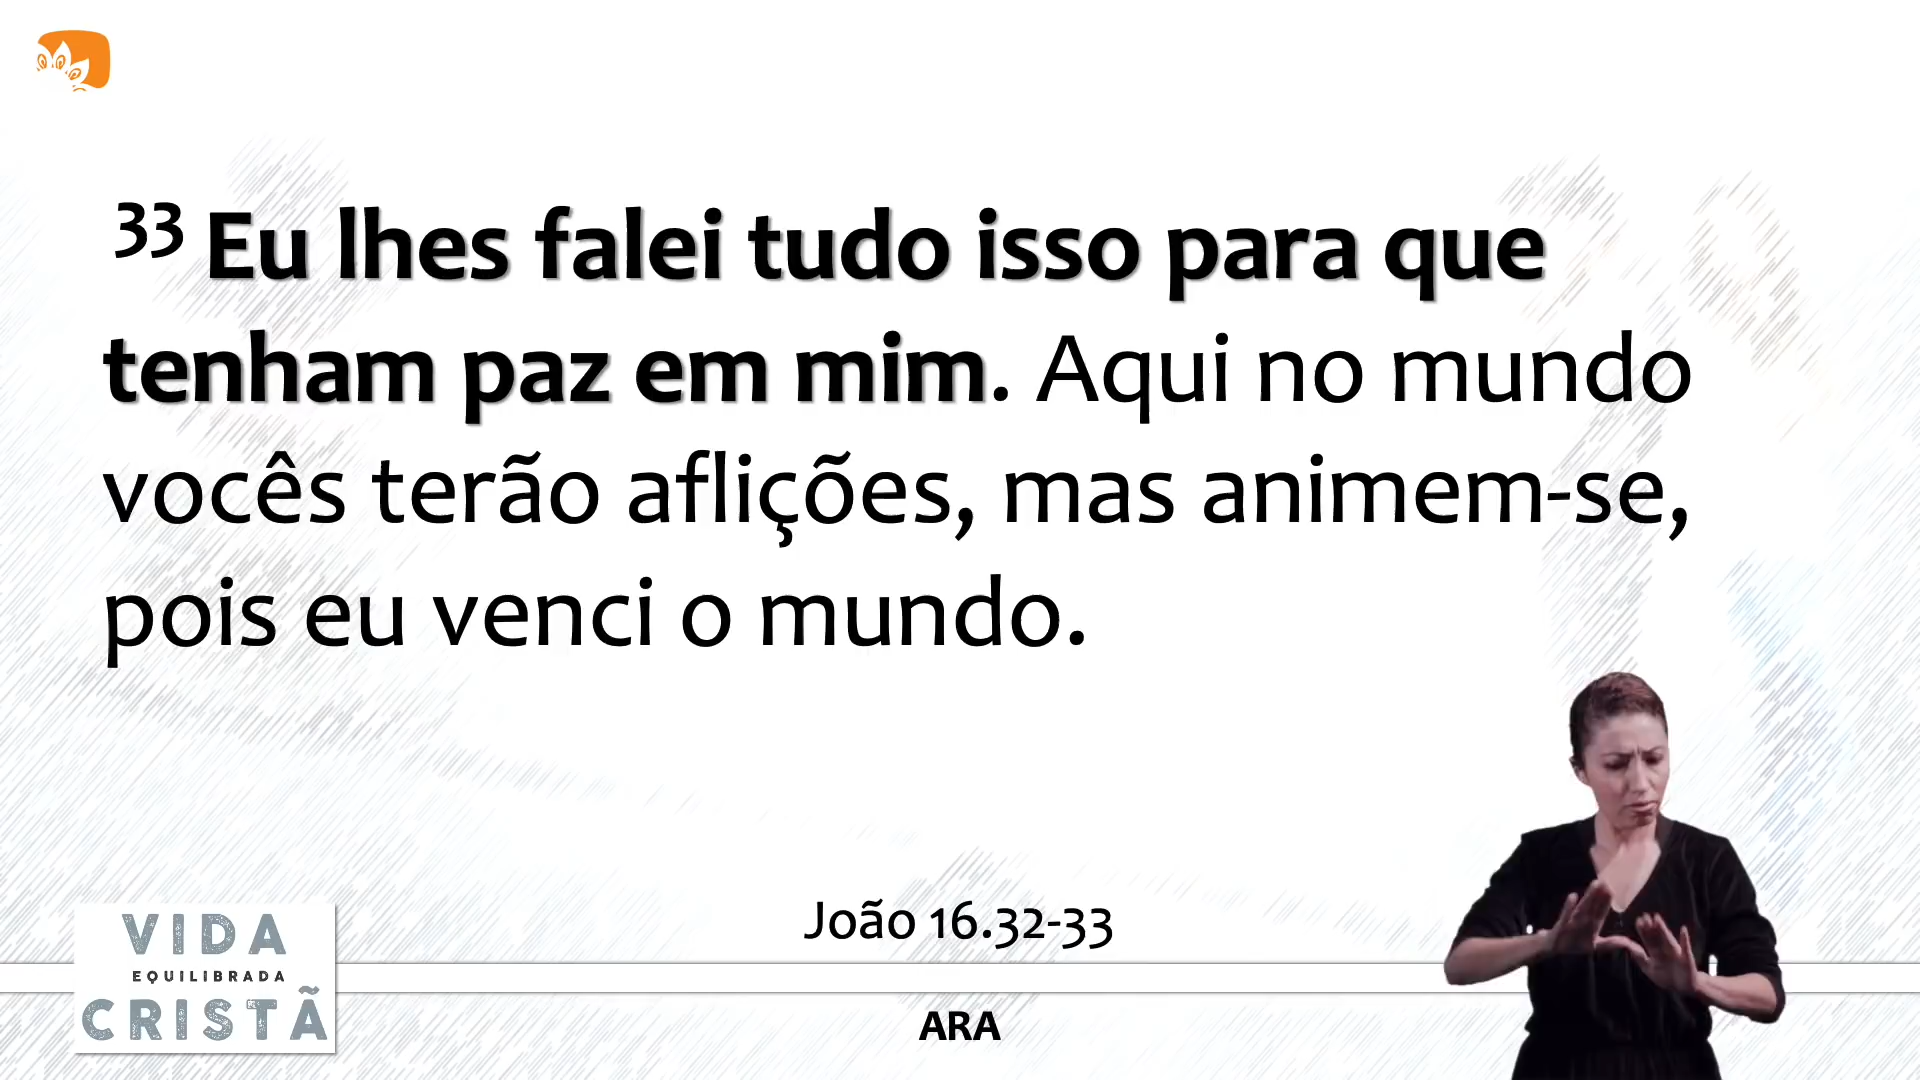 33 Eu lhes falei tudo isso para que
tenham paz em mim. Aqui no mundo
vocês terão aflições, mas animem-se,
pois eu venci o mundo.
João 16.32-33
VIDA
EQUILIBRADA
CRISTÃ
ARA